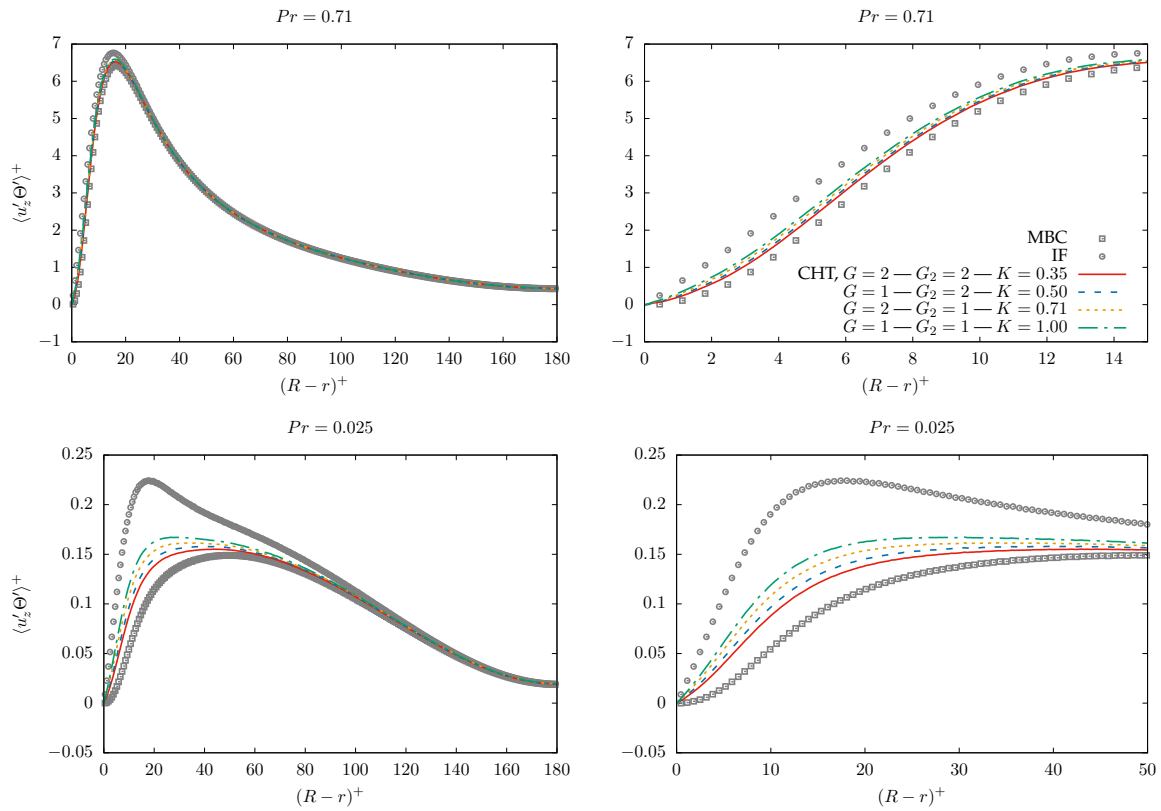 Pr = 0.71
7
6
5
4
3
2
1
0
−1
⟨u′_z Θ′⟩⁺
0 20 40 60 80 100 120 140 160 180
(R − r)⁺
Pr = 0.71
7
6
5
4
3
2
1
0
−1
MBC
IF
CHT, G = 2 — G₂ = 2 — K = 0.35
G = 1 — G₂ = 2 — K = 0.50
G = 2 — G₂ = 1 — K = 0.71
G = 1 — G₂ = 1 — K = 1.00
0 2 4 6 8 10 12 14
(R − r)⁺
Pr = 0.025
0.25
0.2
0.15
0.1
0.05
0
−0.05
⟨u′_z Θ′⟩⁺
0 20 40 60 80 100 120 140 160 180
(R − r)⁺
Pr = 0.025
0.25
0.2
0.15
0.1
0.05
0
−0.05
0 10 20 30 40 50
(R − r)⁺